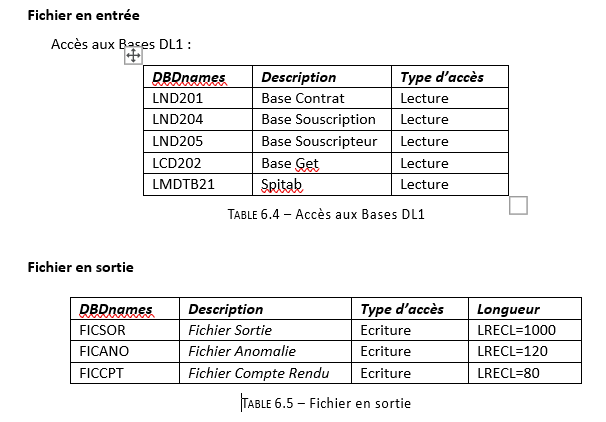 Fichier en entrée
Accès aux Bases DL1 :
DBDnames Description Type d'accès
LND201 Base Contrat Lecture
LND204 Base Souscription Lecture
LND205 Base Souscripteur Lecture
LCD202 Base Get Lecture
LMDTB21 Spitab Lecture
TABLE 6.4 – Accès aux Bases DL1
Fichier en sortie
DBDnames Description Type d'accès Longueur
FICSOR Fichier Sortie Ecriture LRECL=1000
FICANO Fichier Anomalie Ecriture LRECL=120
FICCPT Fichier Compte Rendu Ecriture LRECL=80
TABLE 6.5 – Fichier en sortie